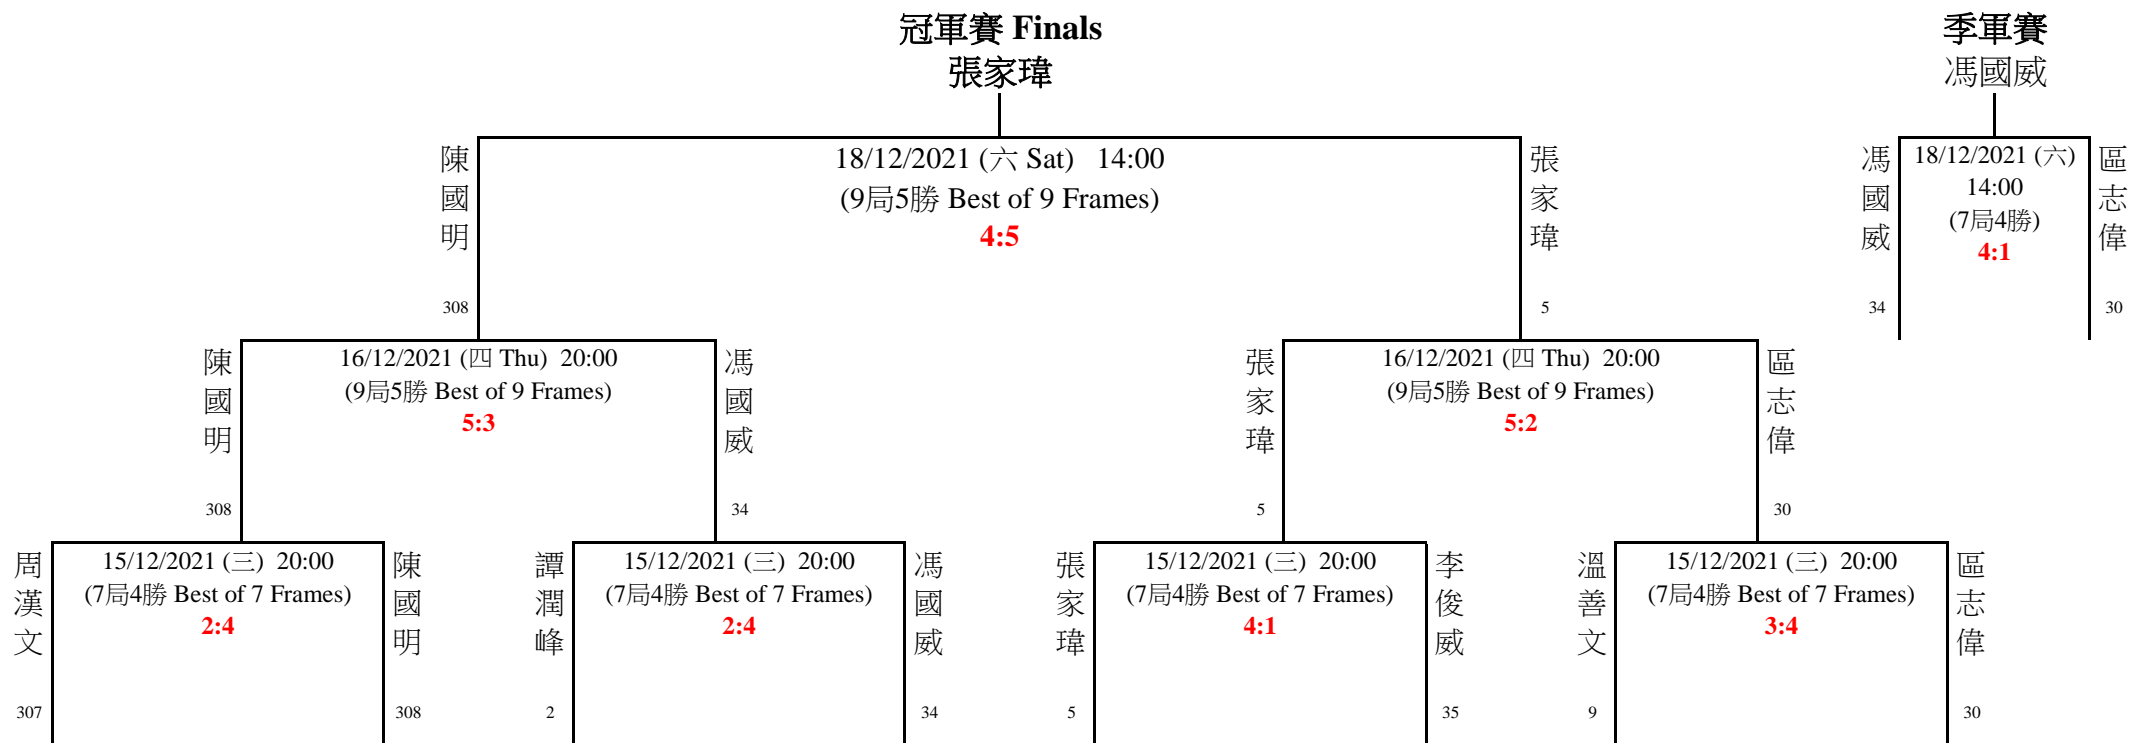 冠軍賽 Finals
張家瑋
季軍賽
馮國威
陳國明
308
18/12/2021 (六 Sat) 14:00
(9局5勝 Best of 9 Frames)
4:5
張家瑋
5
馮國威
34
18/12/2021 (六)
14:00
(7局4勝)
4:1
區志偉
30
陳國明
308
16/12/2021 (四 Thu) 20:00
(9局5勝 Best of 9 Frames)
5:3
馮國威
34
張家瑋
5
16/12/2021 (四 Thu) 20:00
(9局5勝 Best of 9 Frames)
5:2
區志偉
30
周漢文
307
15/12/2021 (三) 20:00
(7局4勝 Best of 7 Frames)
2:4
陳國明
308
譚潤峰
2
15/12/2021 (三) 20:00
(7局4勝 Best of 7 Frames)
2:4
馮國威
34
張家瑋
5
15/12/2021 (三) 20:00
(7局4勝 Best of 7 Frames)
4:1
李俊威
35
溫善文
9
15/12/2021 (三) 20:00
(7局4勝 Best of 7 Frames)
3:4
區志偉
30